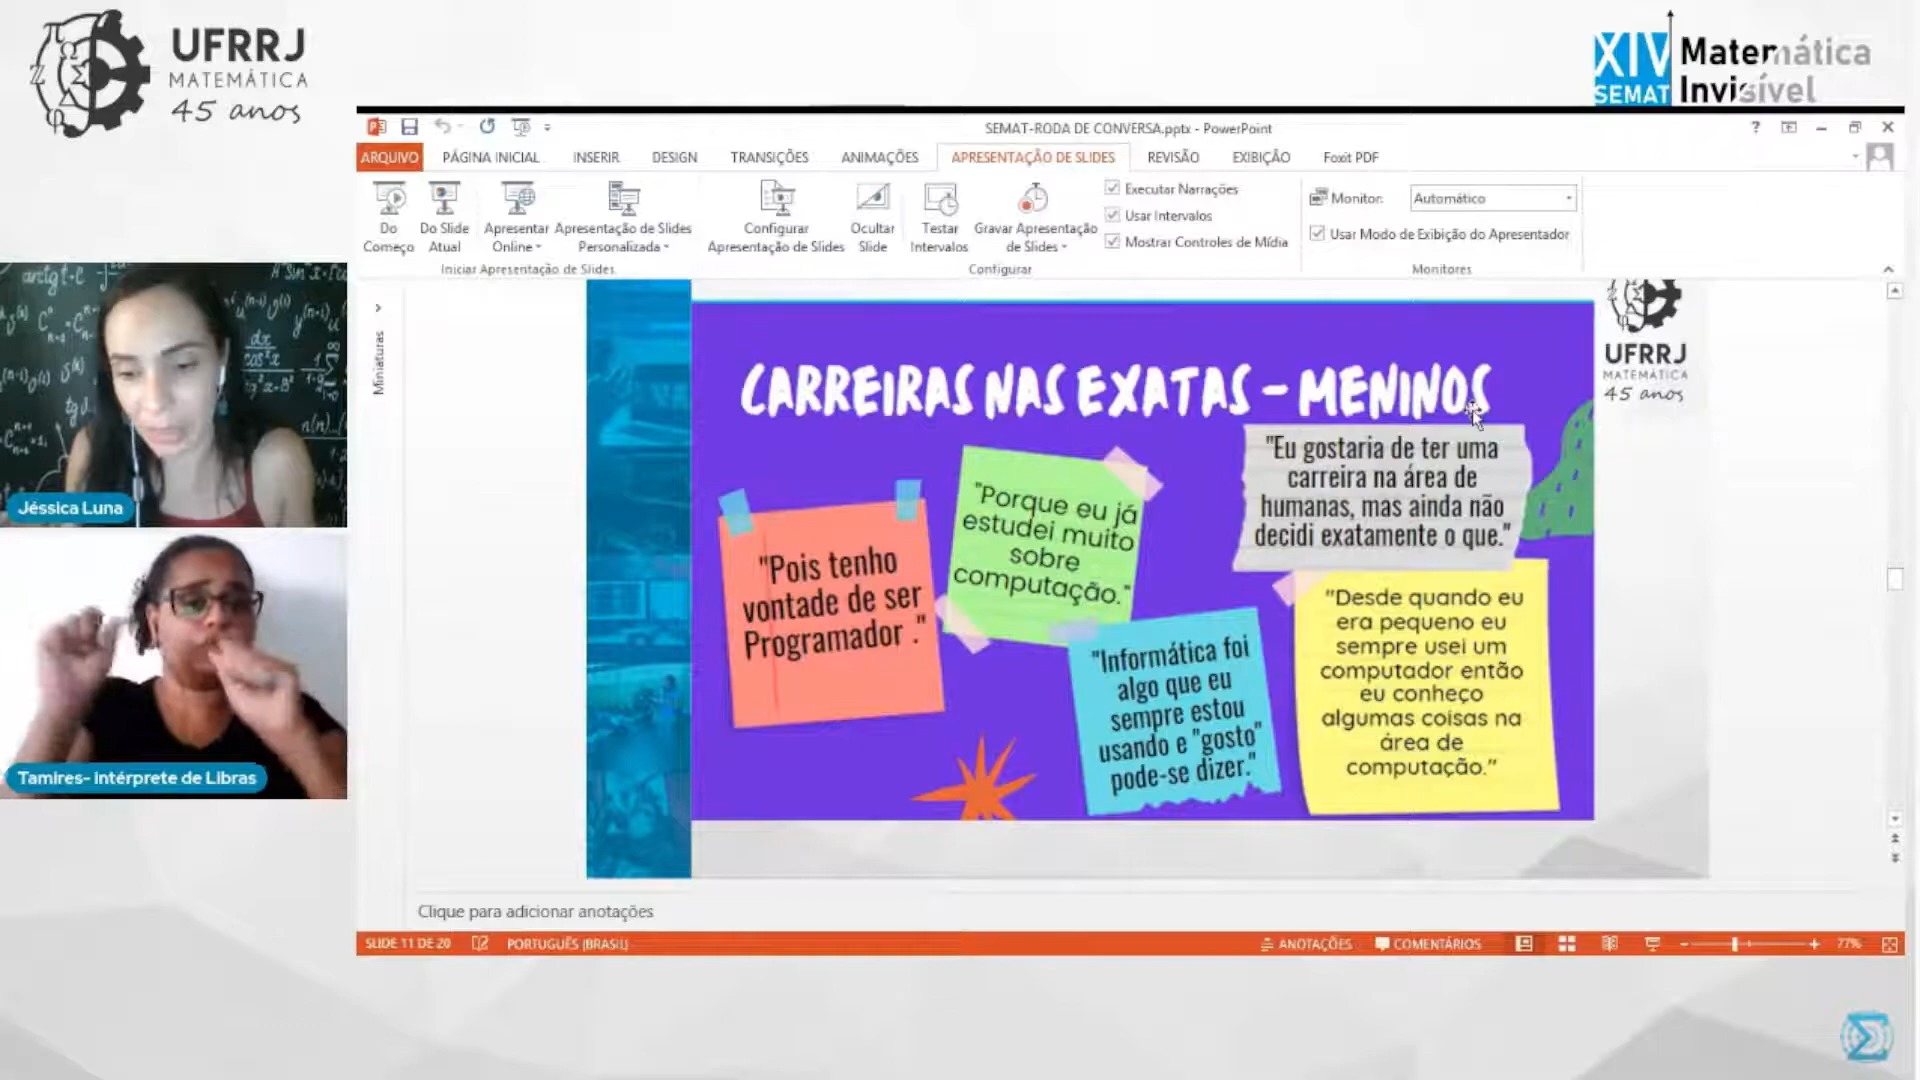 UFRRJ
MATEMÁTICA
45 anos
XIV
SEMAT
Matemática
Invisível
SEMAT-RODA DE CONVERSA.pptx - PowerPoint
ARQUIVO PÁGINA INICIAL INSERIR DESIGN TRANSIÇÕES ANIMAÇÕES APRESENTAÇÃO DE SLIDES REVISÃO EXIBIÇÃO Foxit PDF
Do
Começo
Do Slide
Atual
Apresentar
Online
Apresentação de Slides
Personalizada
Iniciar Apresentação de Slides
Configurar
Apresentação de Slides
Ocultar
Slide
Testar
Intervalos
Gravar Apresentação
de Slides
Executar Narrações
Usar Intervalos
Mostrar Controles de Mídia
Configurar
Monitor:
Automático
Usar Modo de Exibição do Apresentador
Monitores
Miniaturas
Jéssica Luna
Tamires- intérprete de Libras
UFRRJ
MATEMÁTICA
45 anos
CARREIRAS NAS EXATAS - MENINOS
"Pois tenho
vontade de ser
Programador ."
"Porque eu já
estudei muito
sobre
computação."
"Eu gostaria de ter uma
carreira na área de
humanas, mas ainda não
decidi exatamente o que."
"Informática foi
algo que eu
sempre estou
usando e "gosto"
pode-se dizer."
"Desde quando eu
era pequeno eu
sempre usei um
computador então
eu conheço
algumas coisas na
área de
computação."
Clique para adicionar anotações
SLIDE 11 DE 20 PORTUGUÊS (BRASIL) ANOTAÇÕES COMENTÁRIOS 77%